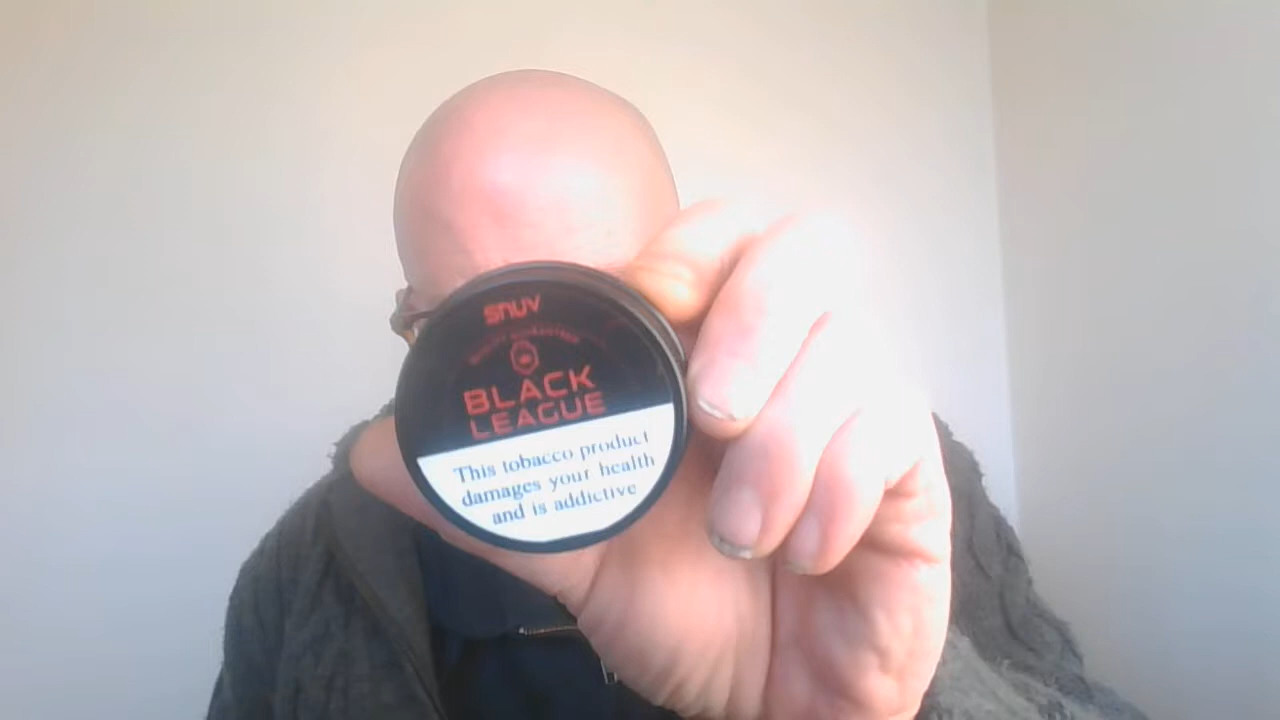 snuv
BLACK
LEAGUE
This tobacco product
damages your health
and is addictive